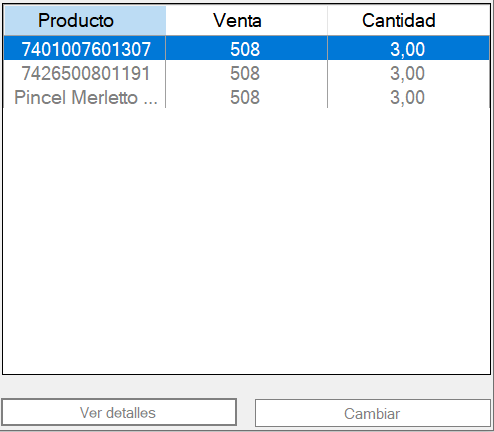 Producto Venta Cantidad
7401007601307 508 3,00
7426500801191 508 3,00
Pincel Merletto ... 508 3,00
Ver detalles Cambiar